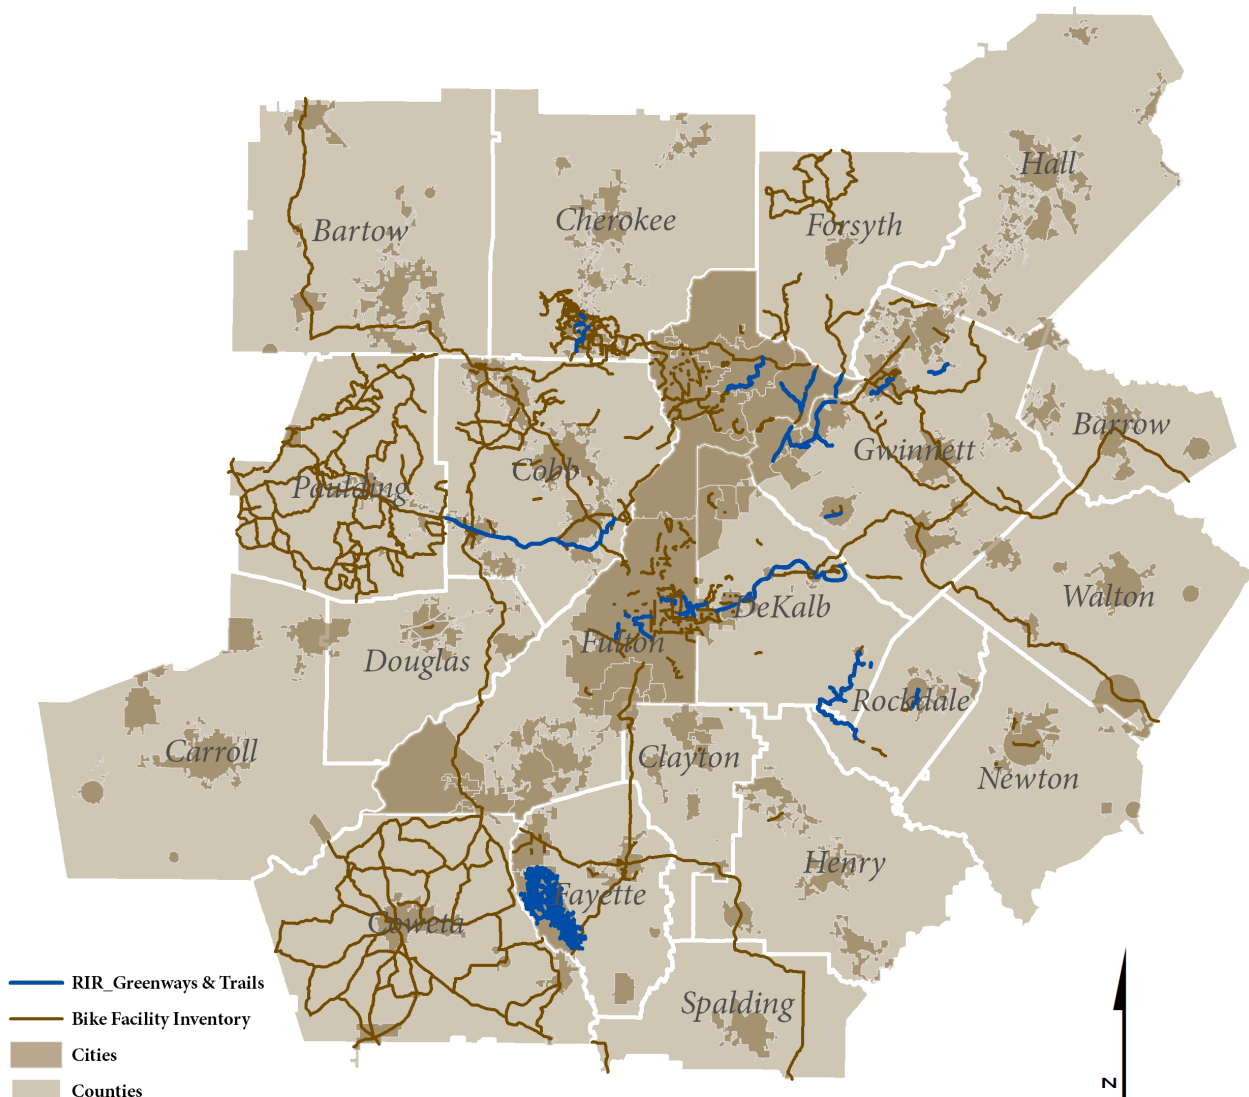 Hall
Bartow
Cherokee
Forsyth
Barrow
Gwinnett
Cobb
Paulding
Walton
DeKalb
Fulton
Douglas
Rockdale
Carroll
Clayton
Newton
Henry
Fayette
Coweta
Spalding
RIR_Greenways & Trails
Bike Facility Inventory
Cities
Counties
N